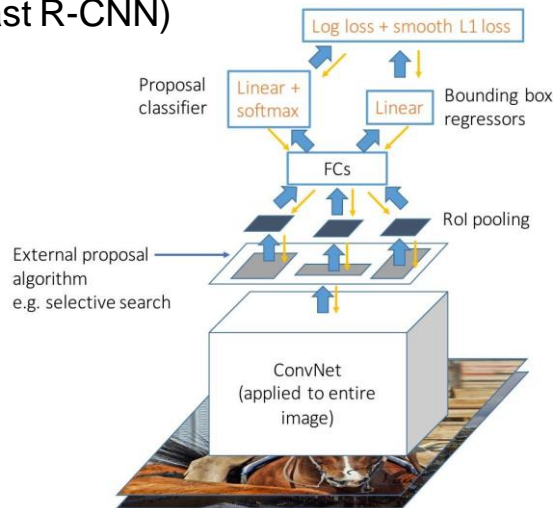 ast R-CNN)
Log loss + smooth L1 loss
Proposal
classifier
Linear +
softmax
Linear
Bounding box
regressors
FCs
RoI pooling
External proposal
algorithm
e.g. selective search
ConvNet
(applied to entire
image)